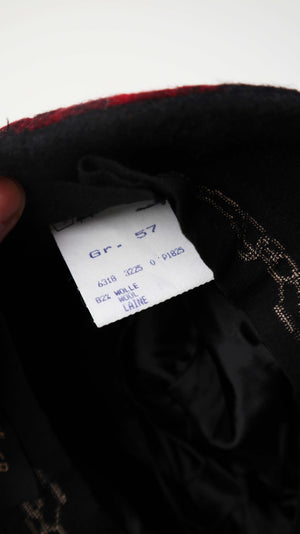 Gr. 57
6318 3225 0 P1825
82% WOLLE
WOOL
LAINE